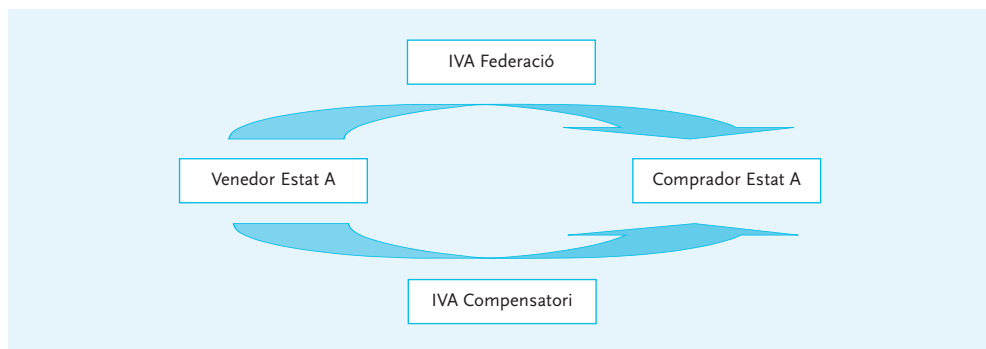 IVA Federació
Venedor Estat A
Comprador Estat A
IVA Compensatori